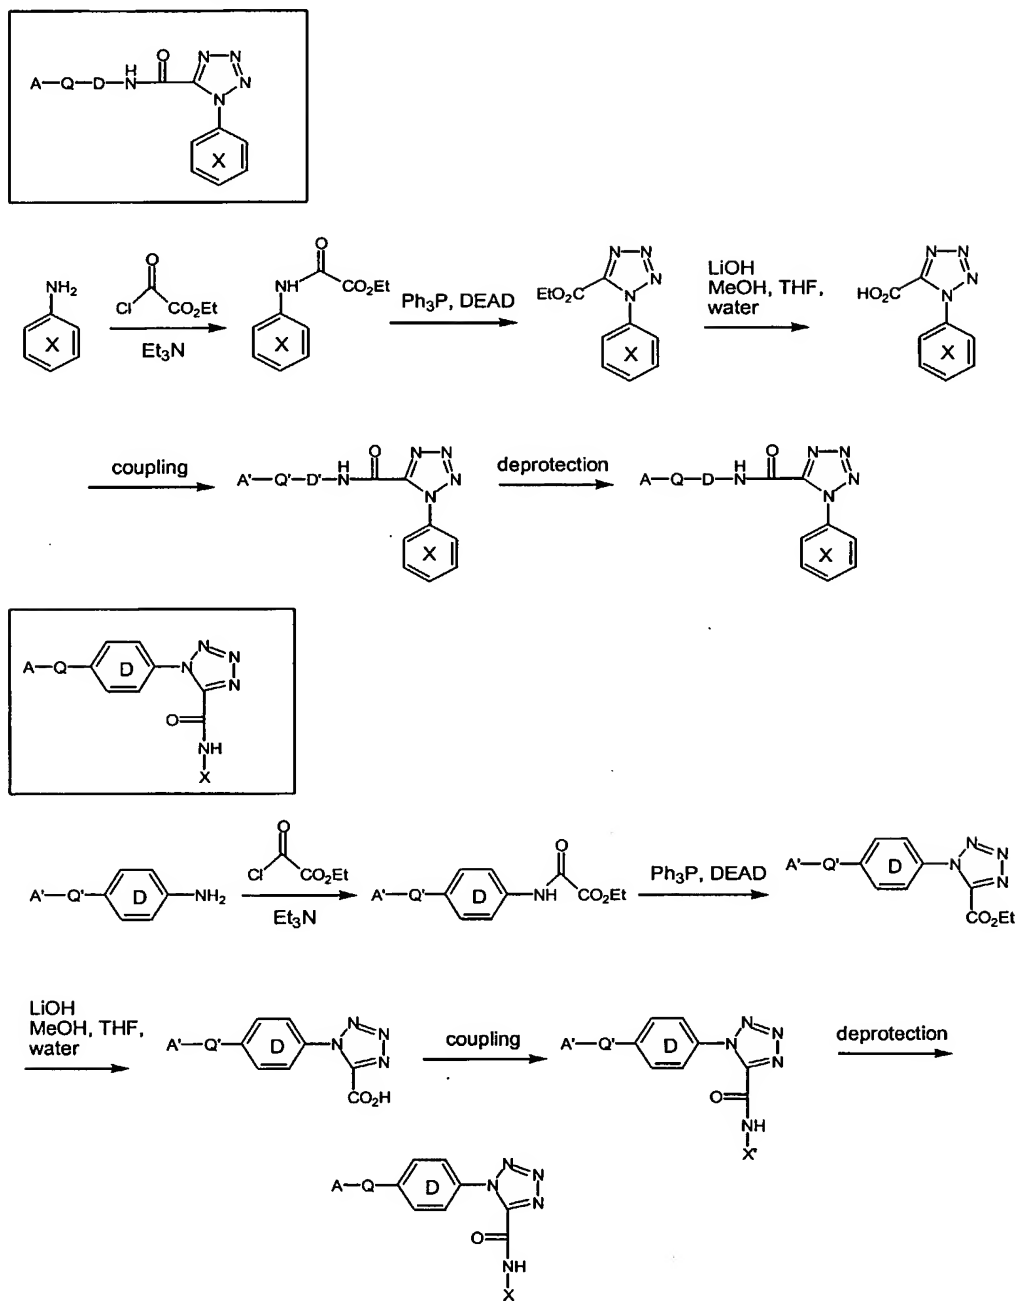 A—Q—D—N
H
O
N
N
N
N
X
NH2
X
O
Cl
CO2Et
Et3N
O
NH
CO2Et
X
Ph3P, DEAD
N
N
N
N
EtO2C
X
LiOH
MeOH, THF,
water
N
N
N
N
HO2C
X
coupling
A'—Q'—D'—N
H
O
N
N
N
N
X
deprotection
A—Q—D—N
H
O
N
N
N
N
X
A—Q
D
N
N
N
N
O
NH
X
A'—Q'
D
NH2
O
Cl
CO2Et
Et3N
A'—Q'
D
NH
O
CO2Et
Ph3P, DEAD
A'—Q'
D
N
N
N
N
CO2Et
LiOH
MeOH, THF,
water
A'—Q'
D
N
N
N
N
CO2H
coupling
A'—Q'
D
N
N
N
N
O
NH
X'
deprotection
A—Q
D
N
N
N
N
O
NH
X